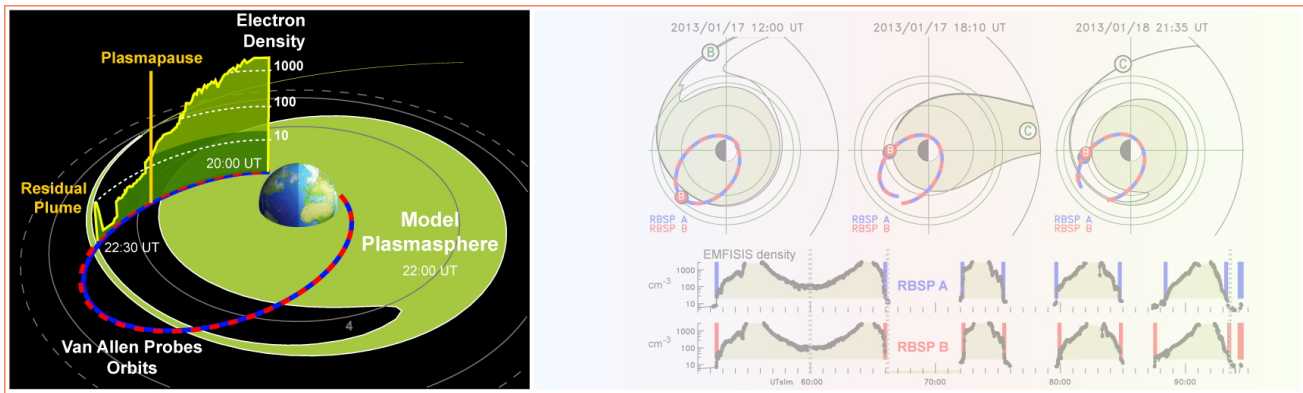 Electron
Density
1000
100
10
Plasmapause
20:00 UT
Residual
Plume
22:30 UT
Model
Plasmasphere
22:00 UT
4
Van Allen Probes
Orbits
2013/01/17 12:00 UT
2013/01/17 18:10 UT
2013/01/18 21:35 UT
B
C
C
B
B
B
RBSP A
RBSP B
RBSP A
RBSP B
RBSP A
RBSP B
EMFISIS density
1000
100
10
cm-3
RBSP A
1000
100
10
cm-3
RBSP B
UTsim
60:00
70:00
80:00
90:00